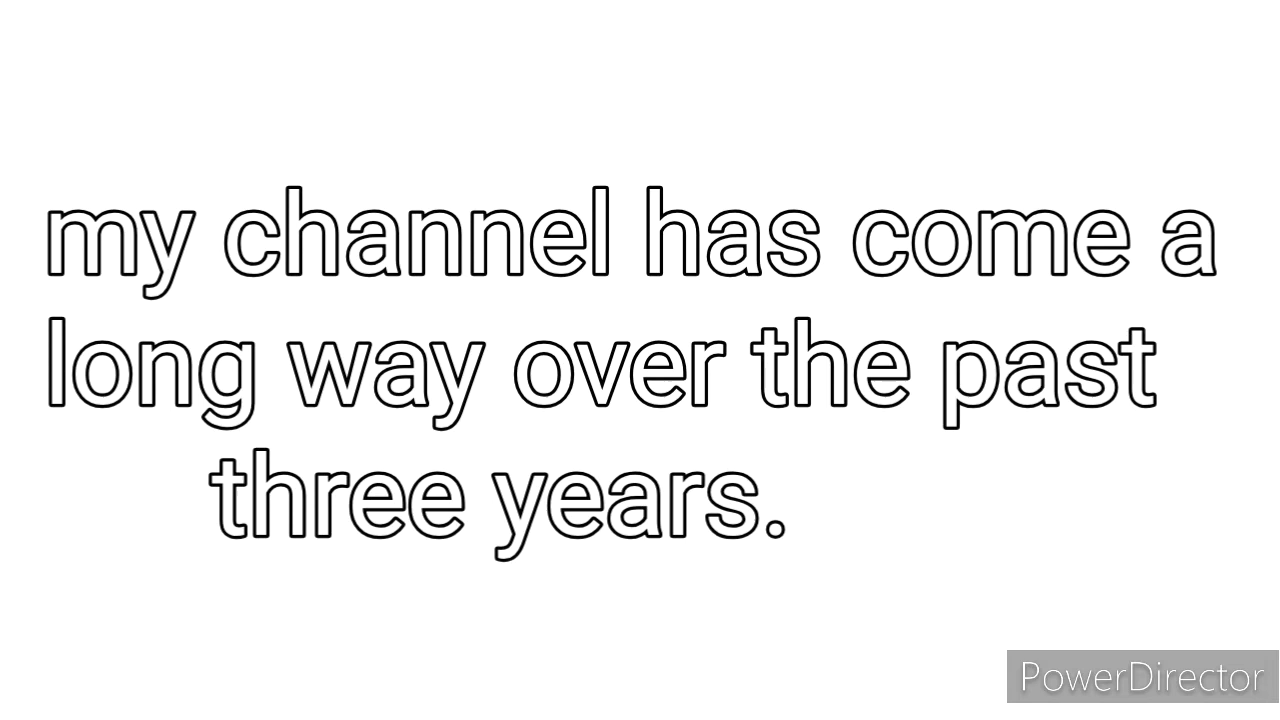 my channel has come a
long way over the past
three years.
PowerDirector